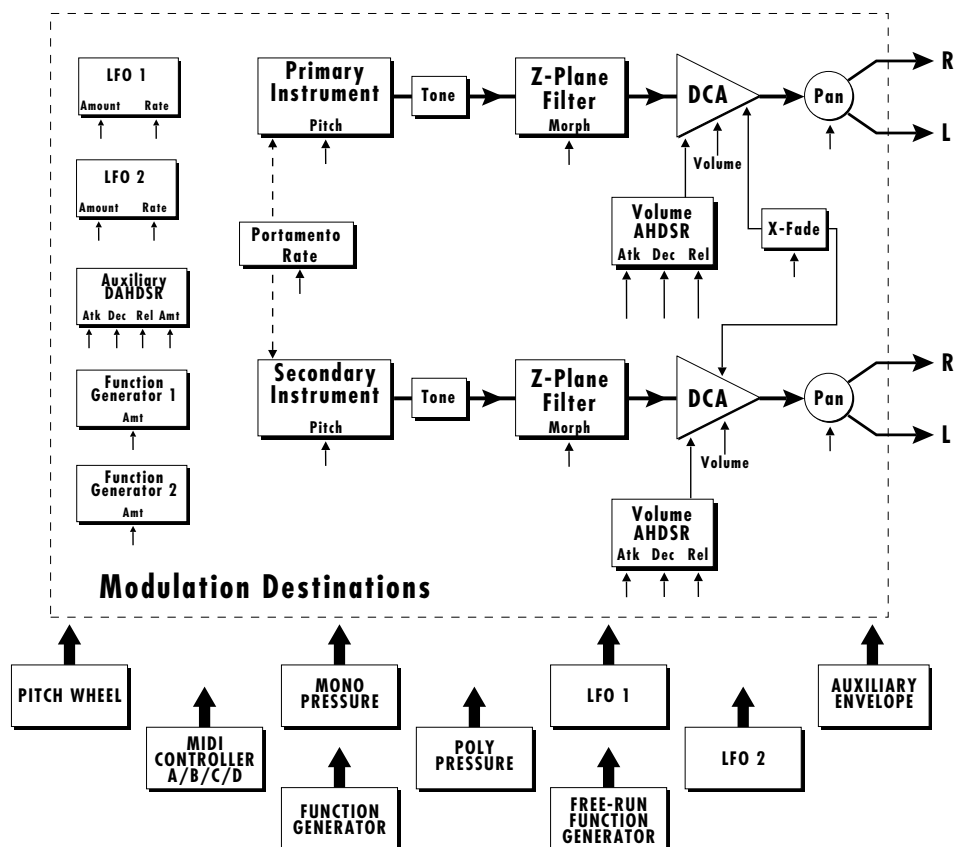 LFO 1
Amount Rate
LFO 2
Amount Rate
Auxiliary
DAHDSR
Atk Dec Rel Amt
Function
Generator 1
Amt
Function
Generator 2
Amt
Primary
Instrument
Pitch
Tone
Z-Plane
Filter
Morph
DCA
Volume
Pan
R
L
Portamento
Rate
Volume
AHDSR
Atk Dec Rel
X-Fade
Secondary
Instrument
Pitch
Tone
Z-Plane
Filter
Morph
DCA
Volume
Pan
R
L
Volume
AHDSR
Atk Dec Rel
Modulation Destinations
PITCH WHEEL
MIDI
CONTROLLER
A/B/C/D
MONO
PRESSURE
FUNCTION
GENERATOR
POLY
PRESSURE
LFO 1
FREE-RUN
FUNCTION
GENERATOR
LFO 2
AUXILIARY
ENVELOPE